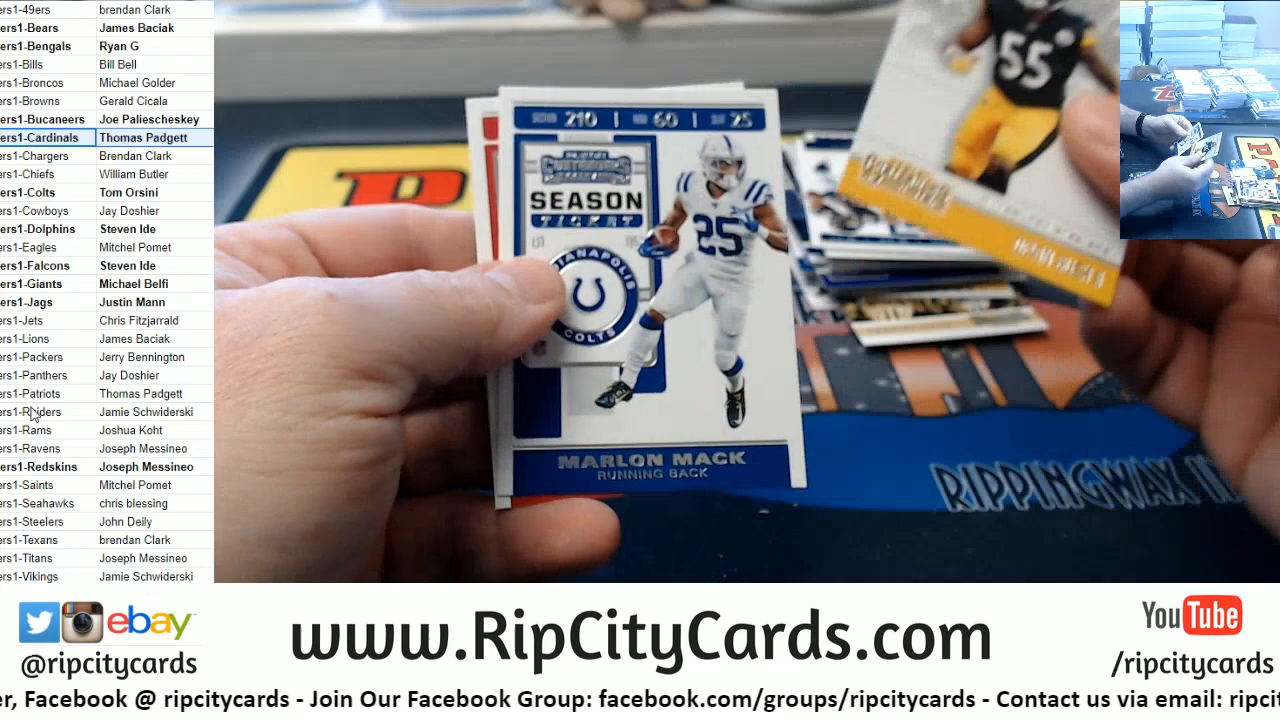 ers1-49ers brendan Clark
ers1-Bears James Baciak
ers1-Bengals Ryan G
ers1-Bills Bill Bell
ers1-Broncos Michael Golder
ers1-Browns Gerald Cicala
ers1-Bucaneers Joe Paliescheskey
ers1-Cardinals Thomas Padgett
ers1-Chargers Brendan Clark
ers1-Chiefs William Butler
ers1-Colts Tom Orsini
ers1-Cowboys Jay Doshier
ers1-Dolphins Steven Ide
ers1-Eagles Mitchel Pomet
ers1-Falcons Steven Ide
ers1-Giants Michael Belfi
ers1-Jags Justin Mann
ers1-Jets Chris Fitzjarrald
ers1-Lions James Baciak
ers1-Packers Jerry Bennington
ers1-Panthers Jay Doshier
ers1-Patriots Thomas Padgett
ers1-Raiders Jamie Schwiderski
ers1-Rams Joshua Koht
ers1-Ravens Joseph Messineo
ers1-Redskins Joseph Messineo
ers1-Saints Mitchel Pomet
ers1-Seahawks chris blessing
ers1-Steelers John Deily
ers1-Texans brendan Clark
ers1-Titans Joseph Messineo
ers1-Vikings Jamie Schwiderski
210 | 60 | 25
CONTENDERS
SEASON
TICKET
INDIANAPOLIS
COLTS
25
MARLON MACK
RUNNING BACK
55
P
RIPPINGWAX
ebay
@ripcitycards
www.RipCityCards.com
YouTube
/ripcitycards
er, Facebook @ ripcitycards - Join Our Facebook Group: facebook.com/groups/ripcitycards - Contact us via email: ripci